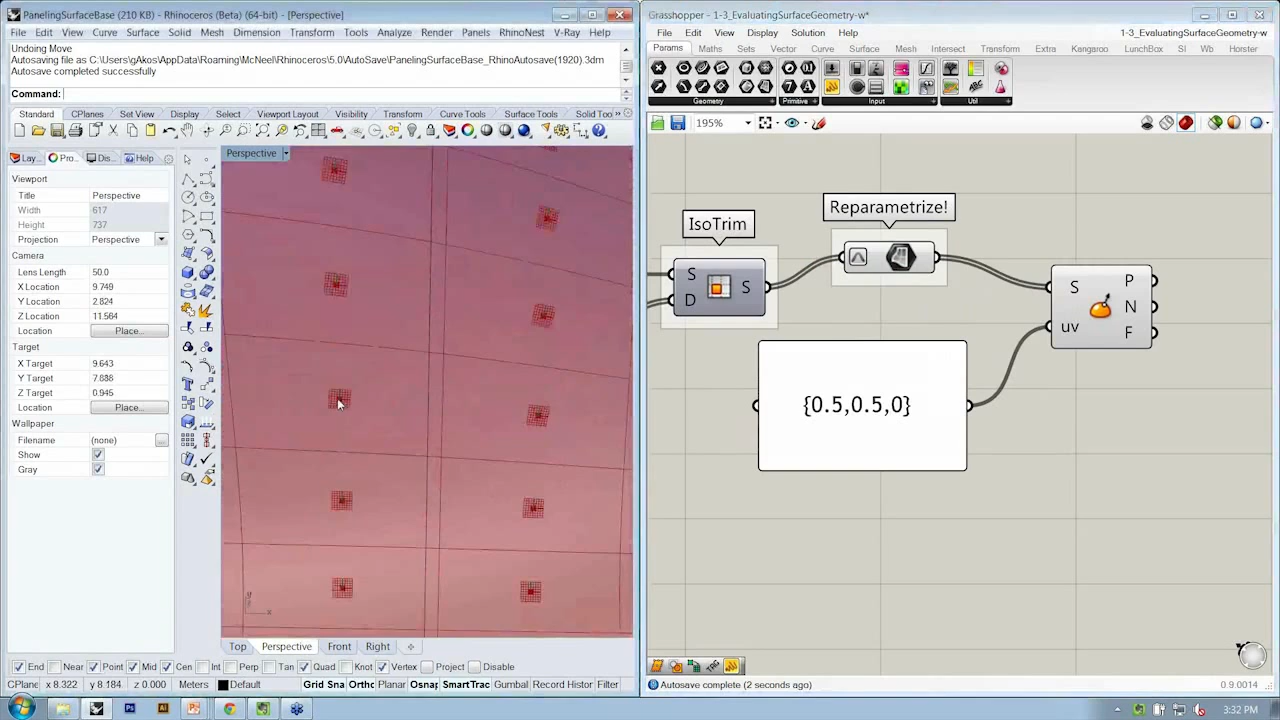 PanelingSurfaceBase (210 KB) - Rhinoceros (Beta) (64-bit) - [Perspective]
File Edit View Curve Surface Solid Mesh Dimension Transform Tools Analyze Render Panels RhinoNest V-Ray Help
Undoing Move
Autosaving file as C:\Users\gAkos\AppData\Roaming\McNeel\Rhinoceros\5.0\AutoSave\PanelingSurfaceBase_RhinoAutosave(1920).3dm
Autosave completed successfully
Command:
Standard CPlanes Set View Display Select Viewport Layout Visibility Transform Curve Tools Surface Tools Solid Too »
Lay... Pro... Dis... Help
Perspective
Viewport
Title Perspective
Width 617
Height 737
Projection Perspective
Camera
Lens Length 50.0
X Location 9.749
Y Location 2.824
Z Location 11.564
Location Place...
Target
X Target 9.643
Y Target 7.888
Z Target 0.945
Location Place...
Wallpaper
Filename (none) ...
Show
Gray
Top Perspective Front Right
End Near Point Mid Cen Int Perp Tan Quad Knot Vertex Project Disable
CPlane x 8.322 y 8.184 z 0.000 Meters Default Grid Sna Ortho Planar Osnap SmartTrac Gumbal Record Histor Filter
Grasshopper - 1-3_EvaluatingSurfaceGeometry-w*
File Edit View Display Solution Help 1-3_EvaluatingSurfaceGeometry-w*
Params Maths Sets Vector Curve Surface Mesh Intersect Transform Extra Kangaroo LunchBox SI Wb Horster
Geometry Primitive Input Util
195%
IsoTrim
S
D
S
Reparametrize!
S
uv
P
N
F
{0.5,0.5,0}
Autosave complete (2 seconds ago) 0.9.0014
3:32 PM